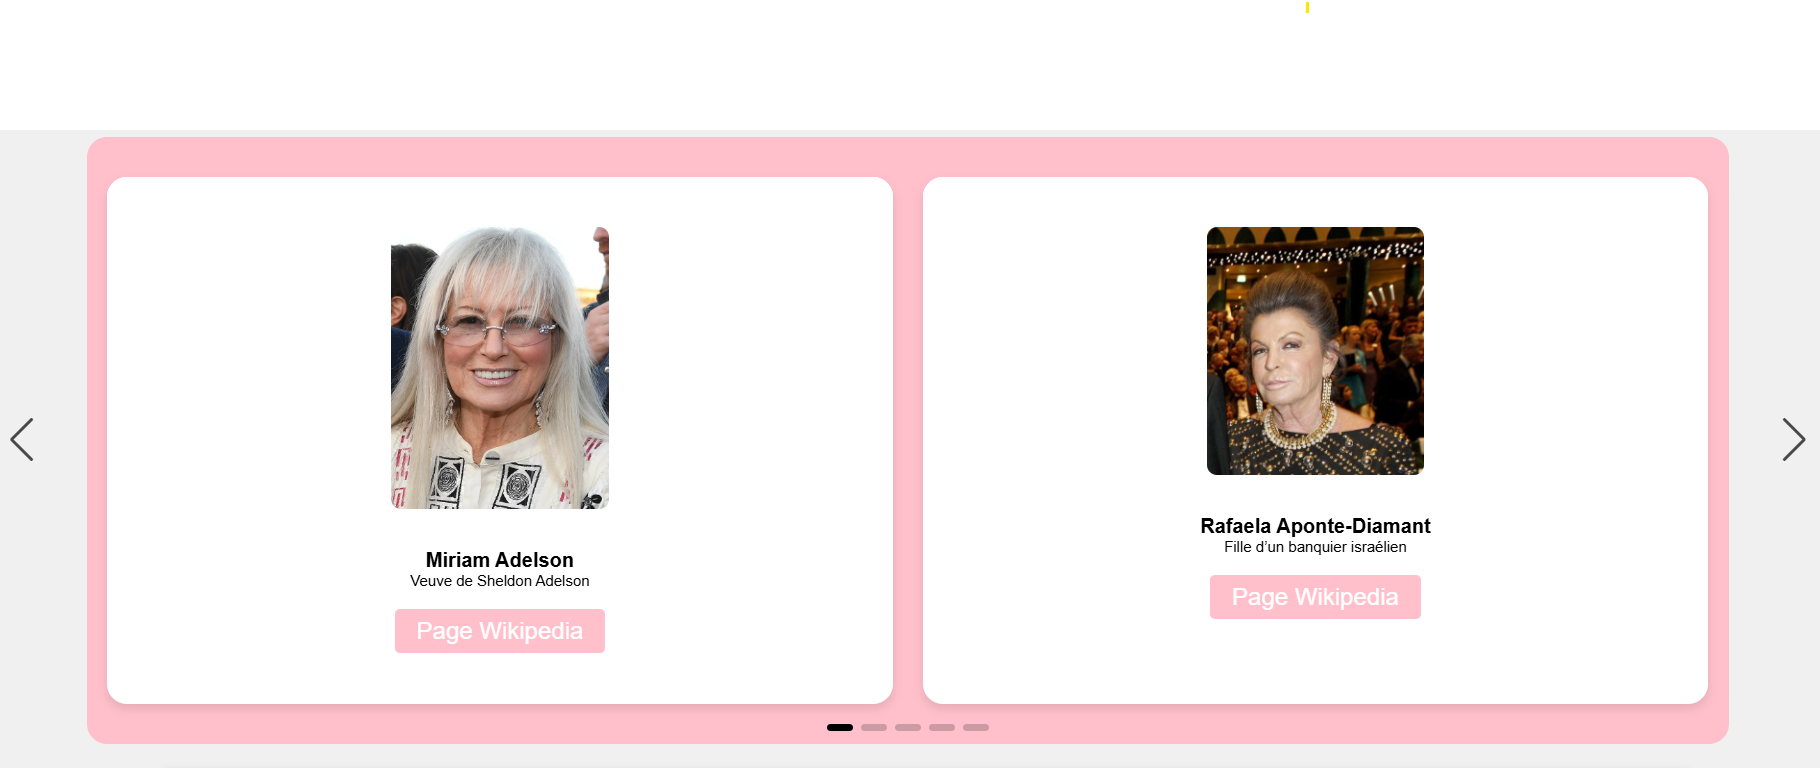 Miriam Adelson
Veuve de Sheldon Adelson
Page Wikipedia
Rafaela Aponte-Diamant
Fille d’un banquier israélien
Page Wikipedia